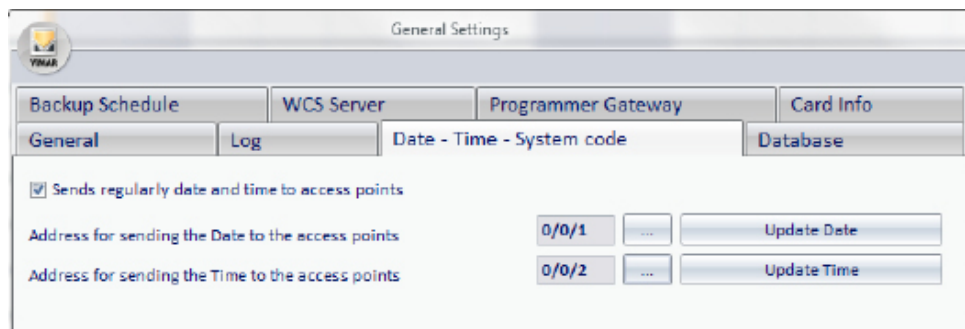 General Settings
VIMAR
Backup Schedule WCS Server Programmer Gateway Card Info
General Log Date - Time - System code Database
Sends regularly date and time to access points
Address for sending the Date to the access points 0/0/1 ... Update Date
Address for sending the Time to the access points 0/0/2 ... Update Time